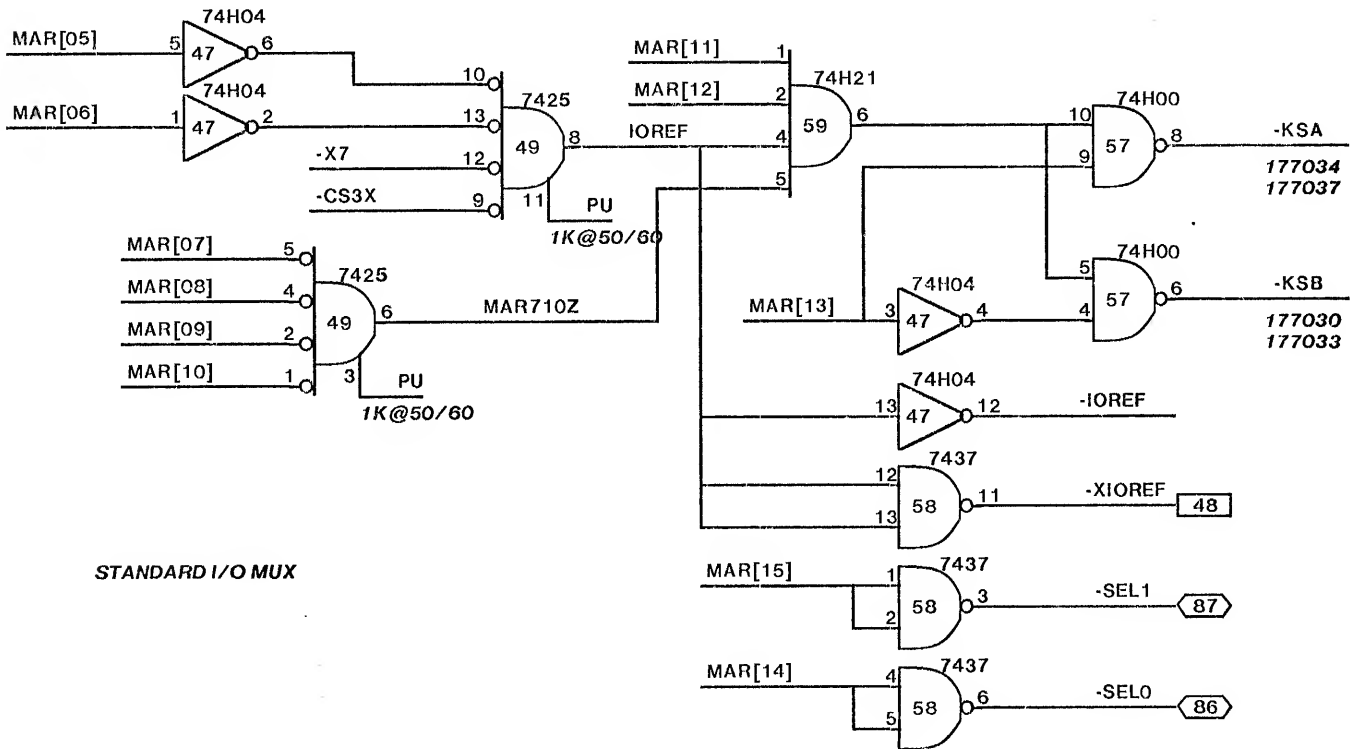 74H04
MAR[05] 5 47 6
74H04
MAR[06] 1 47 2
10
13
-X7 12
-CS3X 9
7425
49
8 IOREF
11 PU
1K@50/60
MAR[07] 5
MAR[08] 4
MAR[09] 2
MAR[10] 1
7425
49
6 MAR710Z
3 PU
1K@50/60
MAR[11] 1
MAR[12] 2
4
5
74H21
59
6
74H00
10
9
57
8 -KSA
177034
177037
74H00
5
4
57
6 -KSB
177030
177033
74H04
MAR[13] 3 47 4
74H04
13 47 12 -IOREF
7437
12
13
58
11 -XIOREF 48
STANDARD I/O MUX
7437
MAR[15] 1
2
58
3 -SEL1 87
7437
MAR[14] 4
5
58
6 -SEL0 86